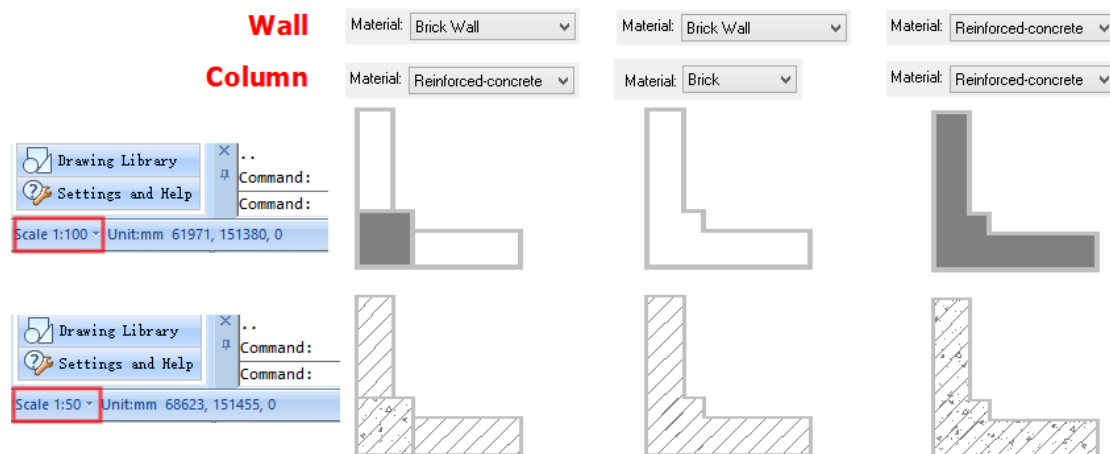 Wall Material: Brick Wall Material: Brick Wall Material: Reinforced-concrete
Column Material: Reinforced-concrete Material: Brick Material: Reinforced-concrete
Drawing Library ..
Command:
Settings and Help Command:
Scale 1:100 Unit:mm 61971, 151380, 0
Drawing Library ..
Command:
Settings and Help Command:
Scale 1:50 Unit:mm 68623, 151455, 0